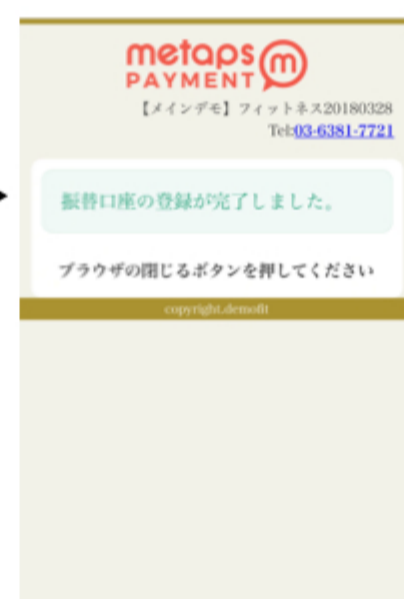 metaps
PAYMENT
【メインデモ】フィットネス20180328
Tel:03-6381-7721
振替口座の登録が完了しました。
ブラウザの閉じるボタンを押してください
copyright.demofit